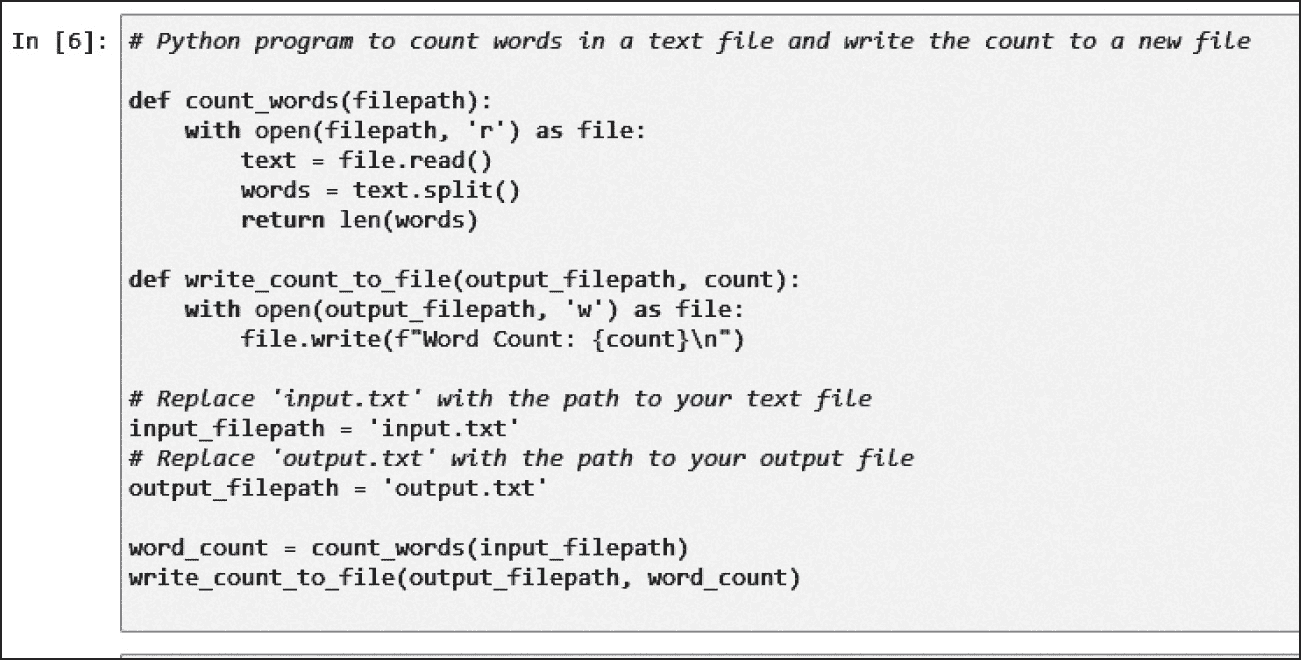 In [6]: # Python program to count words in a text file and write the count to a new file
def count_words(filepath):
    with open(filepath, 'r') as file:
        text = file.read()
        words = text.split()
        return len(words)
def write_count_to_file(output_filepath, count):
    with open(output_filepath, 'w') as file:
        file.write(f"Word Count: {count}\n")
# Replace 'input.txt' with the path to your text file
input_filepath = 'input.txt'
# Replace 'output.txt' with the path to your output file
output_filepath = 'output.txt'
word_count = count_words(input_filepath)
write_count_to_file(output_filepath, word_count)